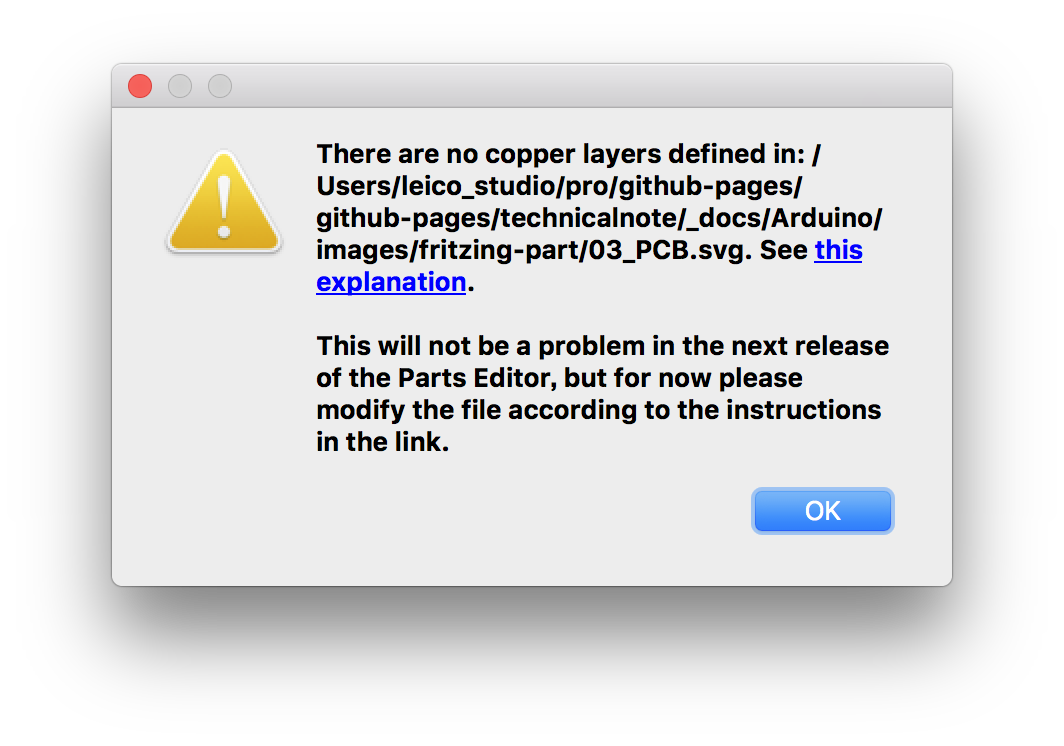 There are no copper layers defined in: /
Users/leico_studio/pro/github-pages/
github-pages/technicalnote/_docs/Arduino/
images/fritzing-part/03_PCB.svg. See this
explanation.
This will not be a problem in the next release
of the Parts Editor, but for now please
modify the file according to the instructions
in the link.
OK